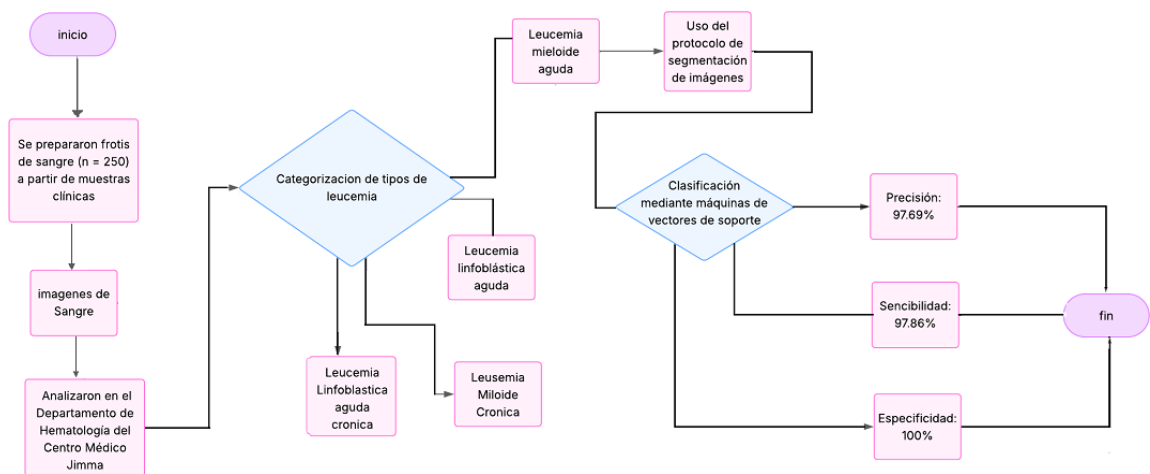 inicio
Se prepararon frotis
de sangre (n = 250)
a partir de muestras
clínicas
imagenes de
Sangre
Analizaron en el
Departamento de
Hematología del
Centro Médico
Jimma
Categorizacion de tipos de
leucemia
Leucemia
mieloide
aguda
Leucemia
linfoblástica
aguda
Leucemia
Linfoblastica
aguda
cronica
Leusemia
Miloide
Cronica
Uso del
protocolo de
segmentación
de imágenes
Clasificación
mediante máquinas de
vectores de soporte
Precisión:
97.69%
Sencibilidad:
97.86%
Especificidad:
100%
fin